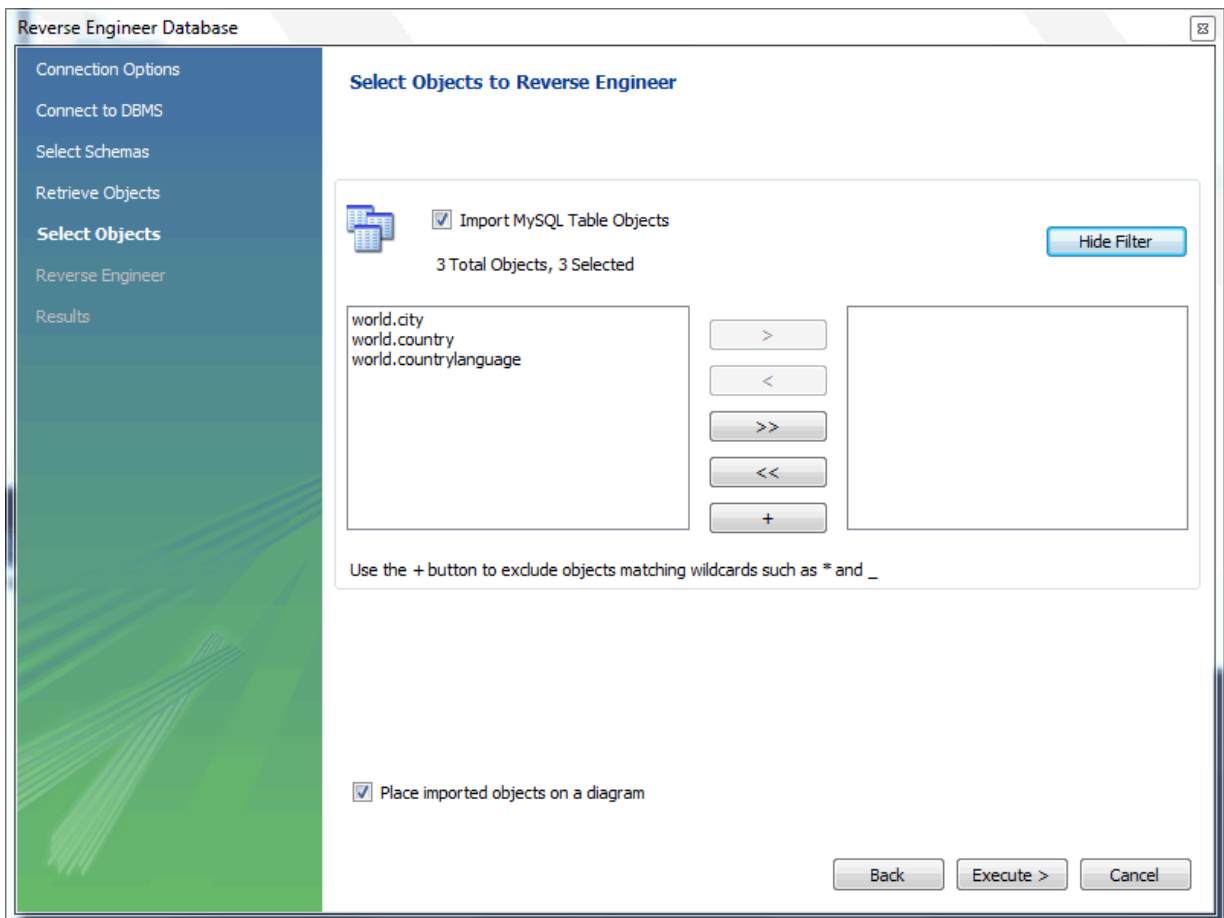 Reverse Engineer Database
Connection Options
Connect to DBMS
Select Schemas
Retrieve Objects
Select Objects
Reverse Engineer
Results
Select Objects to Reverse Engineer
Import MySQL Table Objects
3 Total Objects, 3 Selected
Hide Filter
world.city
world.country
world.countrylanguage
>
<
>>
<<
+
Use the + button to exclude objects matching wildcards such as * and _
Place imported objects on a diagram
Back
Execute >
Cancel